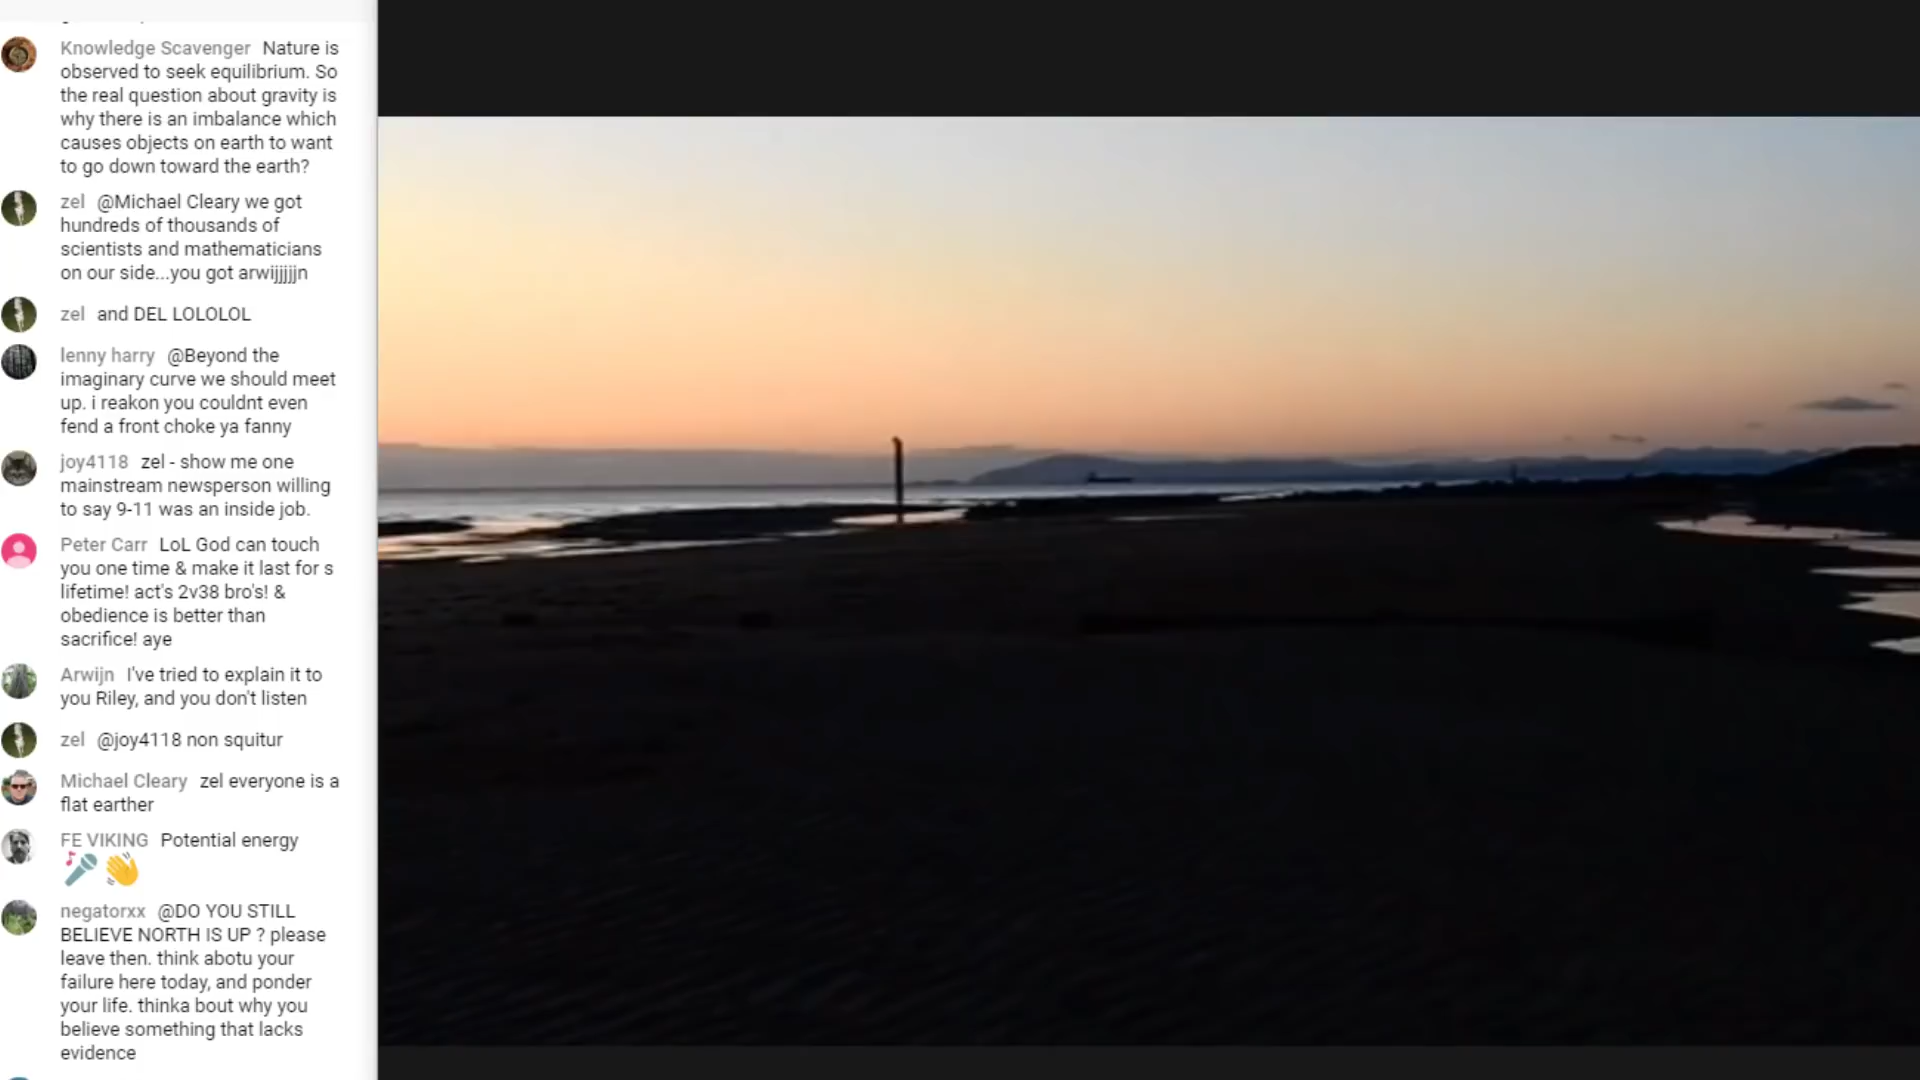 Knowledge Scavenger Nature is
observed to seek equilibrium. So
the real question about gravity is
why there is an imbalance which
causes objects on earth to want
to go down toward the earth?
zel @Michael Cleary we got
hundreds of thousands of
scientists and mathematicians
on our side...you got arwijjjjjn
zel and DEL LOLOLOL
lenny harry @Beyond the
imaginary curve we should meet
up. i reakon you couldnt even
fend a front choke ya fanny
joy4118 zel - show me one
mainstream newsperson willing
to say 9-11 was an inside job.
Peter Carr LoL God can touch
you one time & make it last for s
lifetime! act's 2v38 bro's! &
obedience is better than
sacrifice! aye
Arwijn I've tried to explain it to
you Riley, and you don't listen
zel @joy4118 non squitur
Michael Cleary zel everyone is a
flat earther
FE VIKING Potential energy
negatorxx @DO YOU STILL
BELIEVE NORTH IS UP ? please
leave then. think abotu your
failure here today, and ponder
your life. thinka bout why you
believe something that lacks
evidence